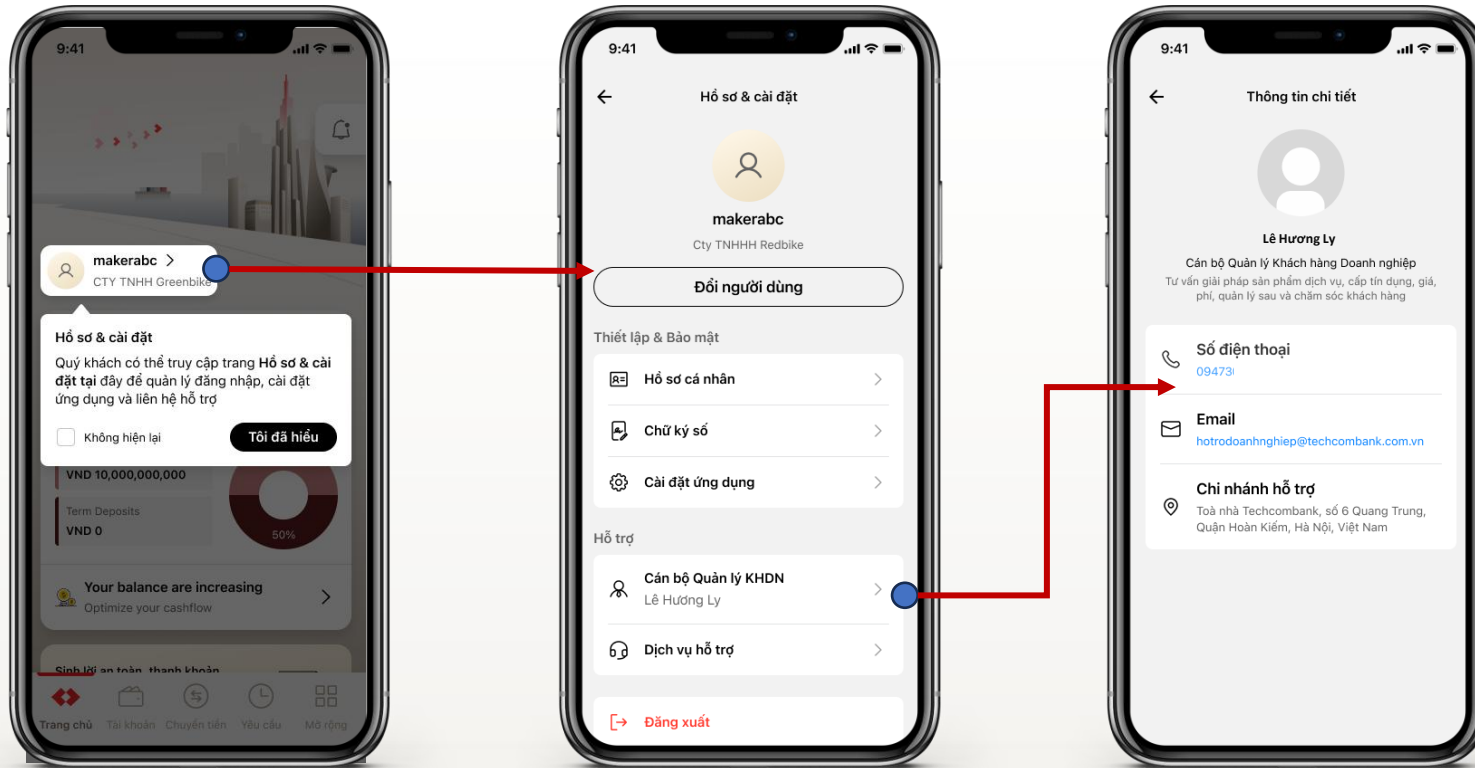 9:41
makerabc >
CTY TNHH Greenbike
Hồ sơ & cài đặt
Quý khách có thể truy cập trang Hồ sơ & cài
đặt tại đây để quản lý đăng nhập, cài đặt
ứng dụng và liên hệ hỗ trợ
Không hiện lại
Tôi đã hiểu
VND 10,000,000,000
Term Deposits
VND 0
50%
Your balance are increasing
Optimize your cashflow
Sinh lời an toàn, thanh khoản
Trang chủ
Tài khoản
Chuyển tiền
Yêu cầu
Mở rộng
9:41
Hồ sơ & cài đặt
makerabc
Cty TNHHH Redbike
Đổi người dùng
Thiết lập & Bảo mật
Hồ sơ cá nhân
Chữ ký số
Cài đặt ứng dụng
Hỗ trợ
Cán bộ Quản lý KHDN
Lê Hương Ly
Dịch vụ hỗ trợ
Đăng xuất
9:41
Thông tin chi tiết
Lê Hương Ly
Cán bộ Quản lý Khách hàng Doanh nghiệp
Tư vấn giải pháp sản phẩm dịch vụ, cấp tín dụng, giá,
phí, quản lý sau và chăm sóc khách hàng
Số điện thoại
09473
Email
hotrodoanhnghiep@techcombank.com.vn
Chi nhánh hỗ trợ
Toà nhà Techcombank, số 6 Quang Trung,
Quận Hoàn Kiếm, Hà Nội, Việt Nam